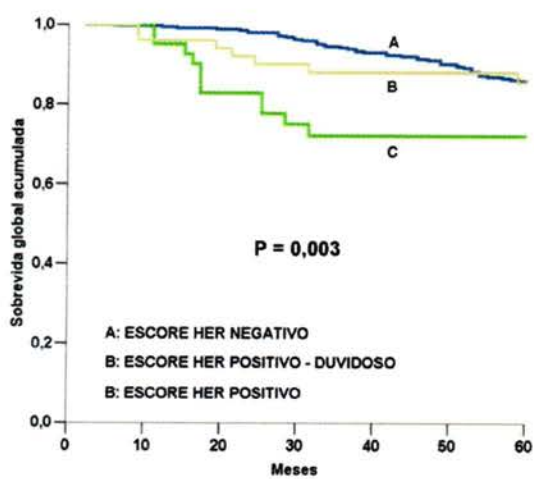 Sobrevida global acumulada
1,0
0,8
0,6
0,4
0,2
0,0
A
B
C
P = 0,003
A: ESCORE HER NEGATIVO
B: ESCORE HER POSITIVO - DUVIDOSO
B: ESCORE HER POSITIVO
0 10 20 30 40 50 60
Meses